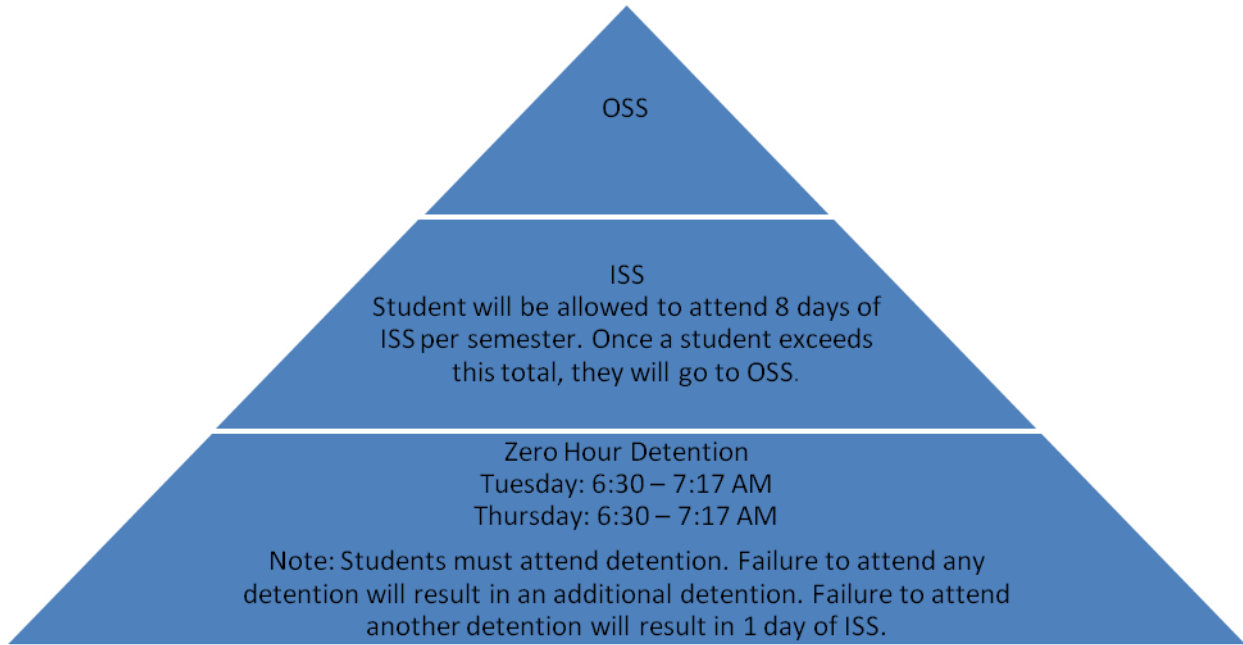 OSS
ISS
Student will be allowed to attend 8 days of
ISS per semester. Once a student exceeds
this total, they will go to OSS.
Zero Hour Detention
Tuesday: 6:30 – 7:17 AM
Thursday: 6:30 – 7:17 AM
Note: Students must attend detention. Failure to attend any
detention will result in an additional detention. Failure to attend
another detention will result in 1 day of ISS.